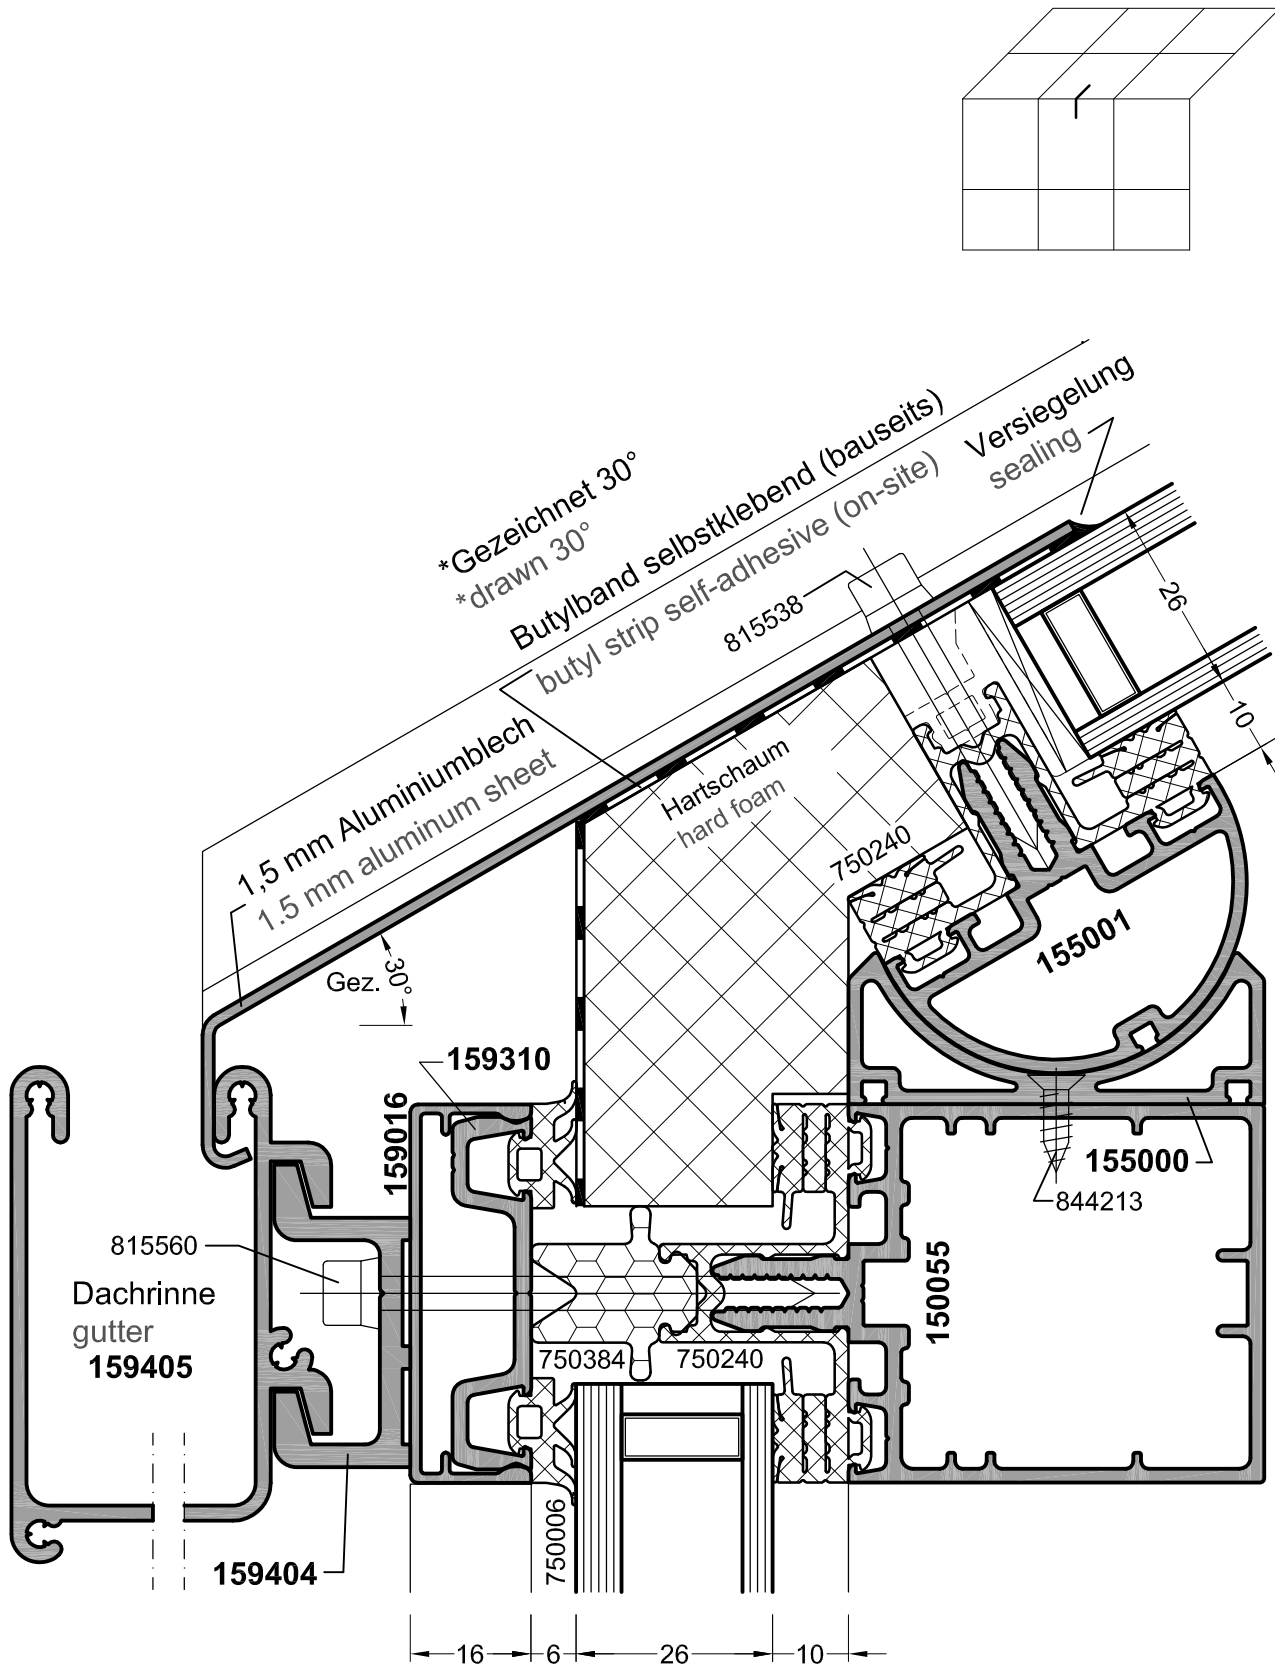 *Gezeichnet 30°
*drawn 30°
Butylband selbstklebend (bauseits)
butyl strip self-adhesive (on-site)
Versiegelung
sealing
815538
26
10
1,5 mm Aluminiumblech
1.5 mm aluminum sheet
Hartschaum
hard foam
750240
155001
Gez.
30°
159310
159016
155000
844213
815560
Dachrinne
gutter
159405
150055
750384
750240
750006
159404
16
6
26
10